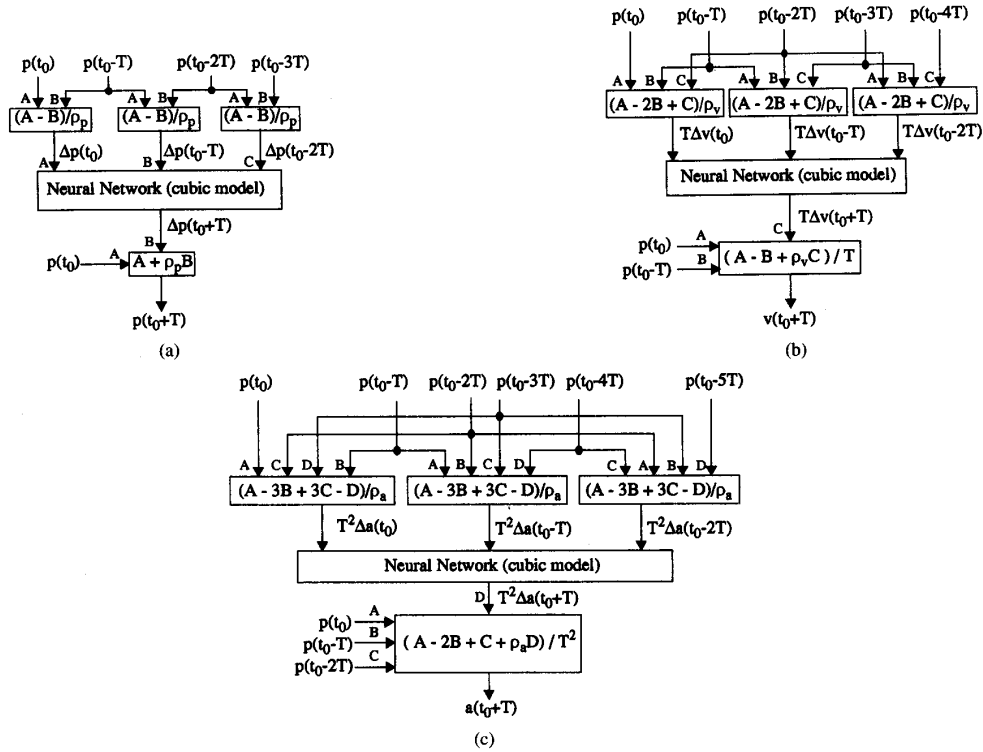 p(t₀) p(t₀-T) p(t₀-2T) p(t₀-3T)
A B A B A B
(A - B)/ρₚ (A - B)/ρₚ (A - B)/ρₚ
Δp(t₀) Δp(t₀-T) Δp(t₀-2T)
A B C
Neural Network (cubic model)
Δp(t₀+T)
B
p(t₀) A
A + ρₚB
p(t₀+T)
(a)
p(t₀) p(t₀-T) p(t₀-2T) p(t₀-3T) p(t₀-4T)
A B C A B C A B C
(A - 2B + C)/ρᵥ (A - 2B + C)/ρᵥ (A - 2B + C)/ρᵥ
TΔv(t₀) TΔv(t₀-T) TΔv(t₀-2T)
Neural Network (cubic model)
TΔv(t₀+T)
C
p(t₀) A
p(t₀-T) B
( A - B + ρᵥC ) / T
v(t₀+T)
(b)
p(t₀) p(t₀-T) p(t₀-2T) p(t₀-3T) p(t₀-4T) p(t₀-5T)
A C D B A B C D C A B D
(A - 3B + 3C - D)/ρₐ (A - 3B + 3C - D)/ρₐ (A - 3B + 3C - D)/ρₐ
T²Δa(t₀) T²Δa(t₀-T) T²Δa(t₀-2T)
Neural Network (cubic model)
D T²Δa(t₀+T)
p(t₀) A
p(t₀-T) B
p(t₀-2T) C
( A - 2B + C + ρₐD ) / T²
a(t₀+T)
(c)